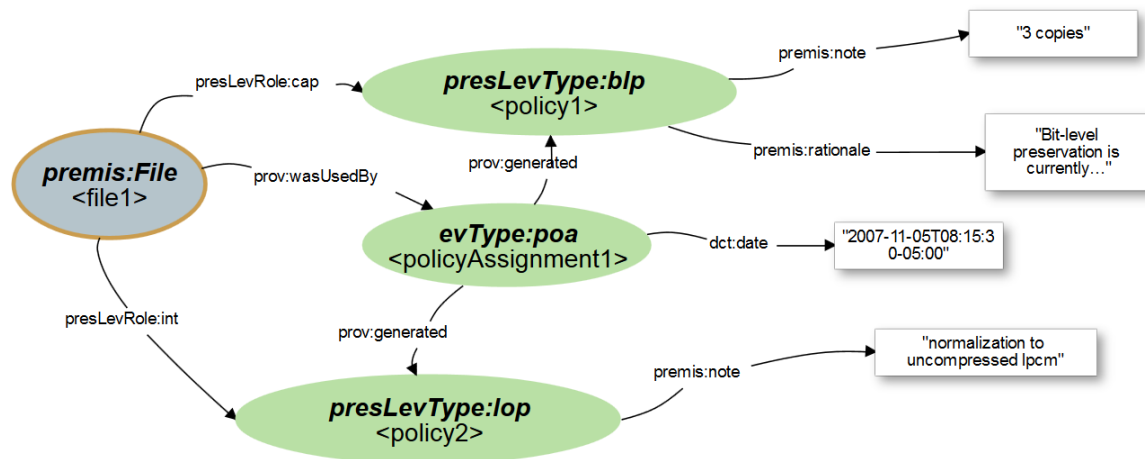 "3 copies"
premis:note
presLevRole:cap
presLevType:blp
<policy1>
"Bit-level
preservation is
currently…"
premis:rationale
prov:generated
premis:File
<file1>
prov:wasUsedBy
evType:poa
<policyAssignment1>
dct:date
"2007-11-05T08:15:3
0-05:00"
presLevRole:int
prov:generated
"normalization to
uncompressed lpcm"
premis:note
presLevType:lop
<policy2>